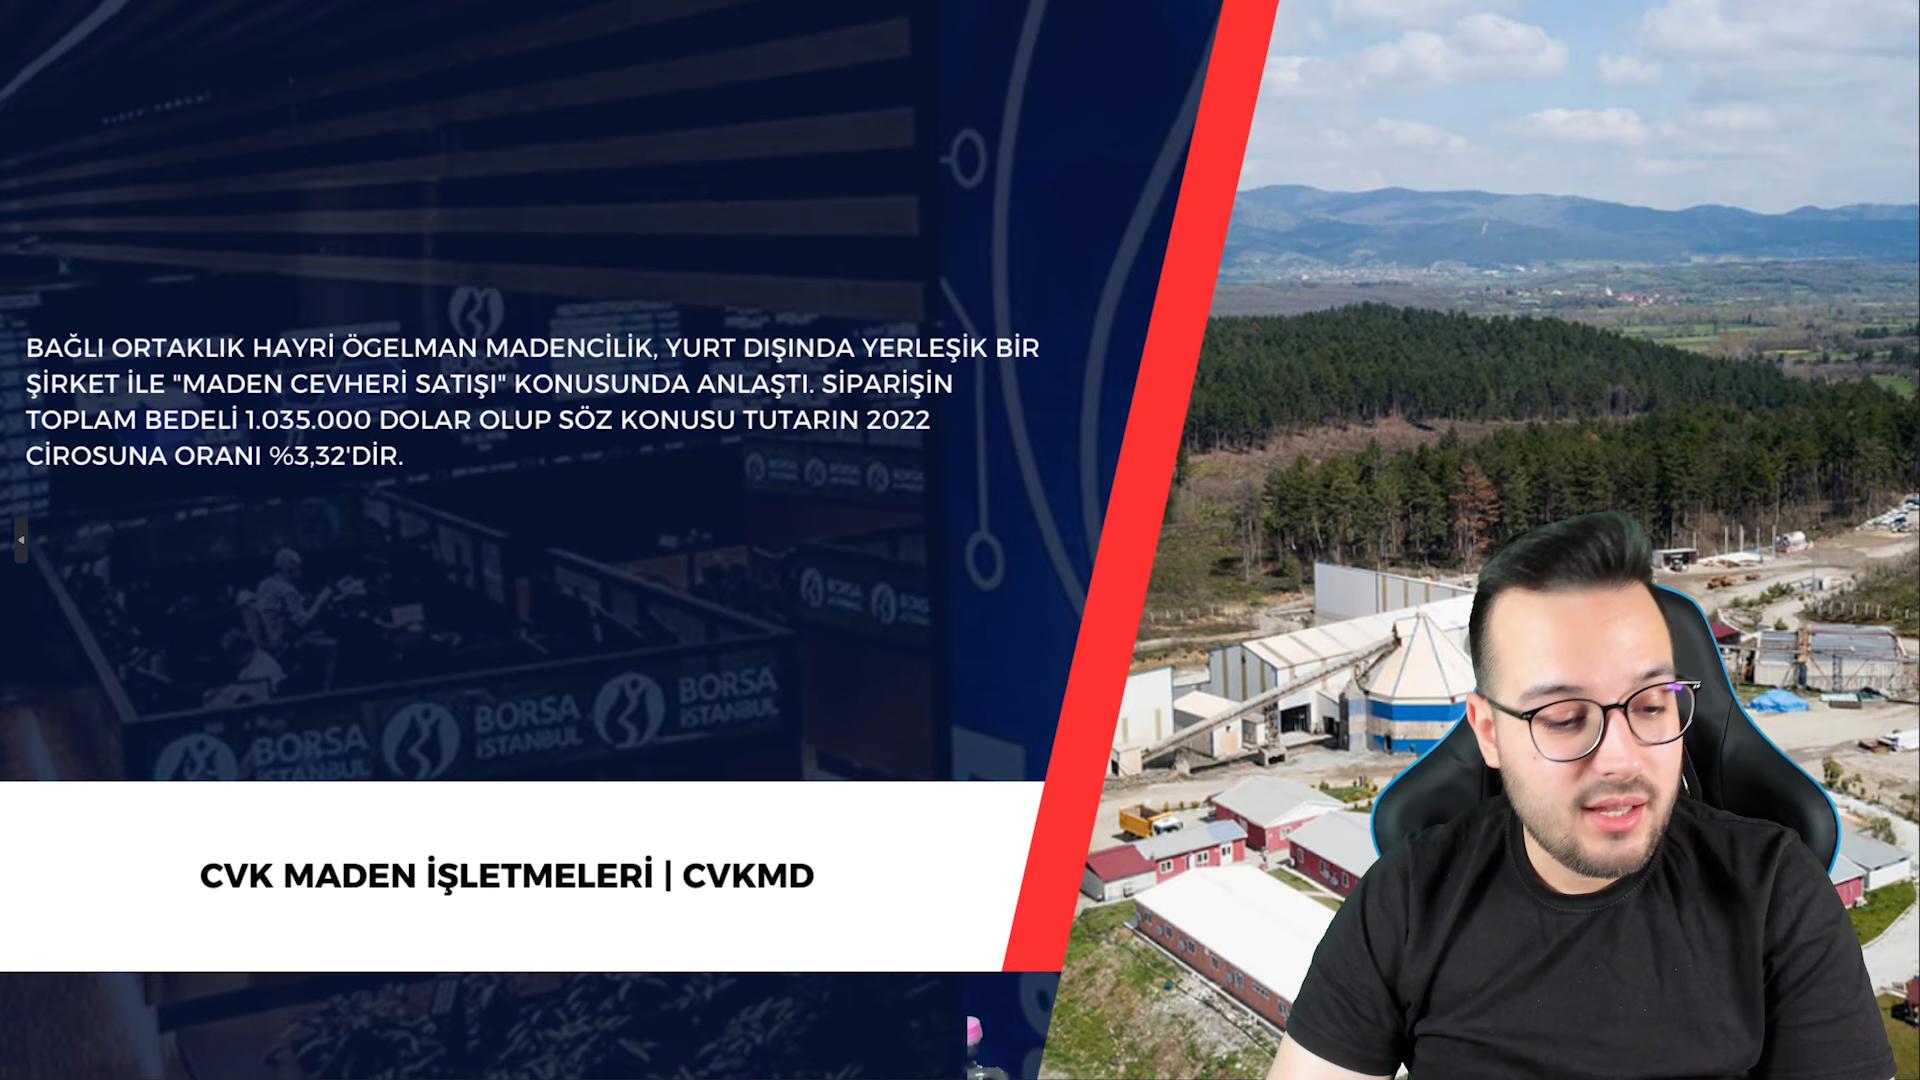 BAĞLI ORTAKLIK HAYRİ ÖGELMAN MADENCİLİK, YURT DIŞINDA YERLEŞİK BİR
ŞİRKET İLE "MADEN CEVHERİ SATIŞI" KONUSUNDA ANLAŞTI. SİPARİŞİN
TOPLAM BEDELİ 1.035.000 DOLAR OLUP SÖZ KONUSU TUTARIN 2022
CİROSUNA ORANI %3,32'DİR.
BORSA
İSTANBUL
BORSA
İSTANBUL
BORSA
İSTANBUL
CVK MADEN İŞLETMELERİ | CVKMD